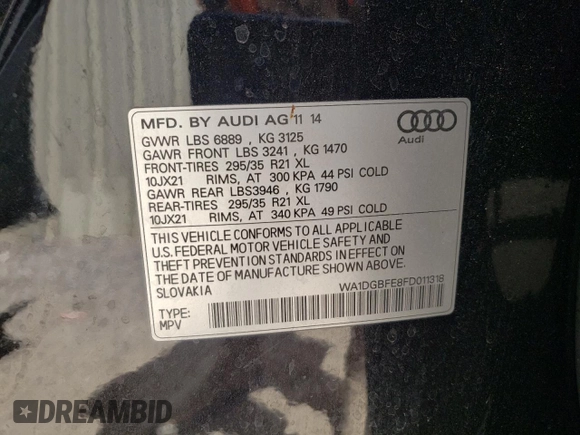 MFD. BY AUDI AG 11 14
GVWR LBS 6889 , KG 3125
GAWR FRONT LBS 3241 , KG 1470
FRONT-TIRES 295/35 R21 XL
10JX21 RIMS, AT 300 KPA 44 PSI COLD
GAWR REAR LBS3946 , KG 1790
REAR-TIRES 295/35 R21 XL
10JX21 RIMS, AT 340 KPA 49 PSI COLD
Audi
THIS VEHICLE CONFORMS TO ALL APPLICABLE
U.S. FEDERAL MOTOR VEHICLE SAFETY AND
THEFT PREVENTION STANDARDS IN EFFECT ON
THE DATE OF MANUFACTURE SHOWN ABOVE.
SLOVAKIA
WA1DGBFE8FD011318
TYPE:
MPV
DREAMBID